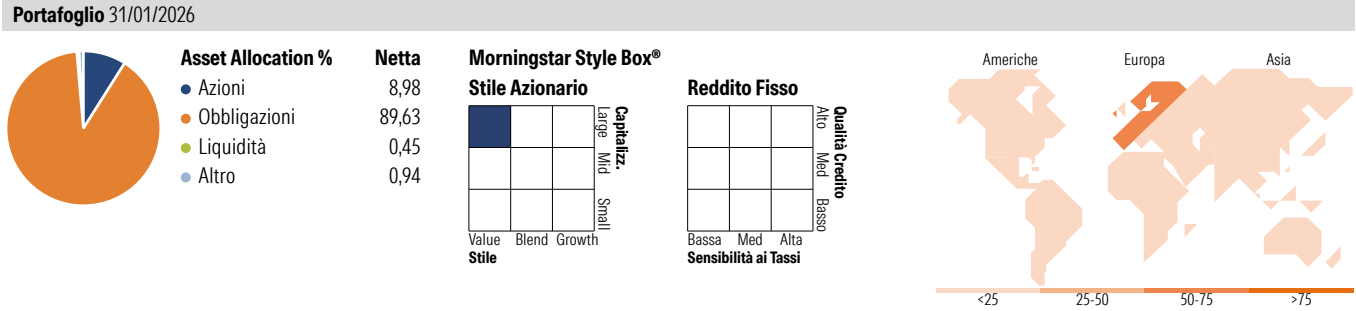 Portafoglio 31/01/2026
Asset Allocation % Netta
Azioni 8,98
Obbligazioni 89,63
Liquidità 0,45
Altro 0,94
Morningstar Style Box®
Stile Azionario
Large Mid Small
Capitalizz.
Value Blend Growth
Stile
Reddito Fisso
Alto Med Basso
Qualità Credito
Bassa Med Alta
Sensibilità ai Tassi
Americhe Europa Asia
<25 25-50 50-75 >75